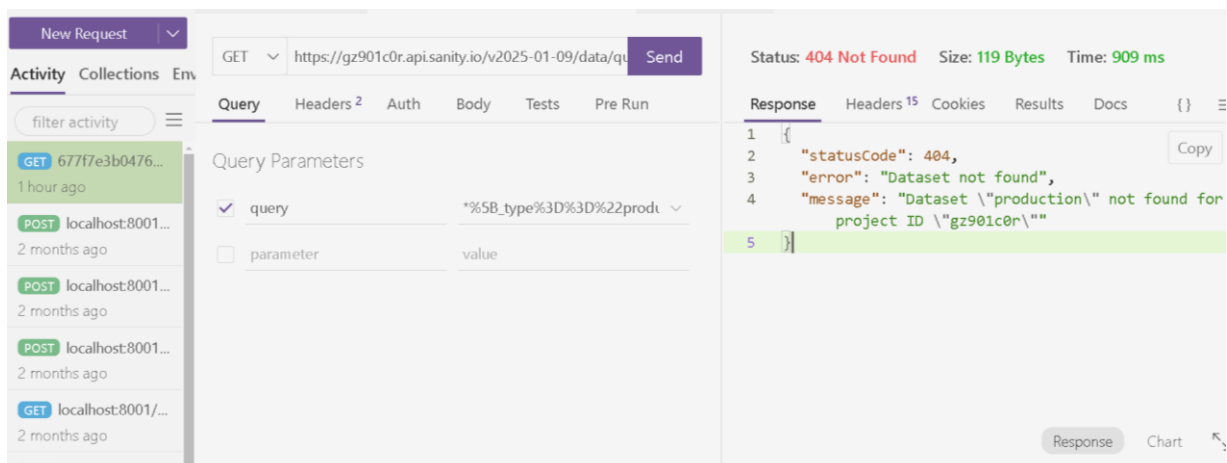 New Request
Activity Collections Env
filter activity
GET 677f7e3b0476...
1 hour ago
POST localhost:8001...
2 months ago
POST localhost:8001...
2 months ago
POST localhost:8001...
2 months ago
GET localhost:8001/...
2 months ago
GET https://gz901c0r.api.sanity.io/v2025-01-09/data/qu Send
Query Headers 2 Auth Body Tests Pre Run
Query Parameters
query *%5B_type%3D%3D%22produ
parameter value
Status: 404 Not Found Size: 119 Bytes Time: 909 ms
Response Headers 15 Cookies Results Docs { }
Copy
1 {
2 "statusCode": 404,
3 "error": "Dataset not found",
4 "message": "Dataset \"production\" not found for
project ID \"gz901c0r\""
5 }
Response Chart